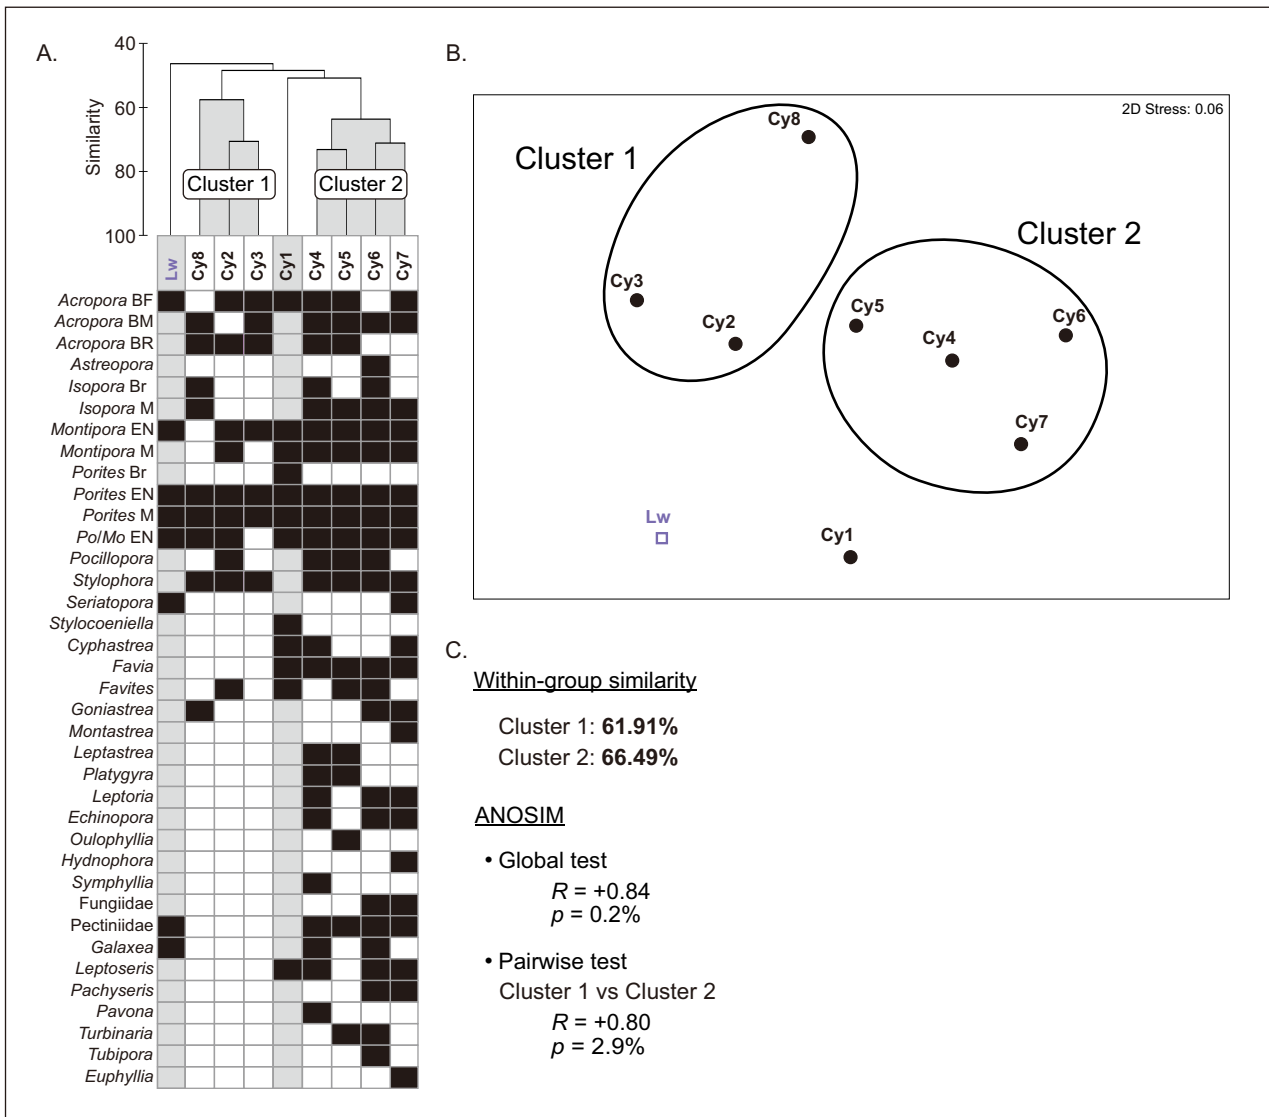 A.
40
60
80
100
Similarity
Cluster 1
Cluster 2
Lw
Cy8
Cy2
Cy3
Cy1
Cy4
Cy5
Cy6
Cy7
Acropora BF
Acropora BM
Acropora BR
Astreopora
Isopora Br
Isopora M
Montipora EN
Montipora M
Porites Br
Porites EN
Porites M
Po/Mo EN
Pocillopora
Stylophora
Seriatopora
Stylocoeniella
Cyphastrea
Favia
Favites
Goniastrea
Montastrea
Leptastrea
Platygyra
Leptoria
Echinopora
Oulophyllia
Hydnophora
Symphyllia
Fungiidae
Pectiniidae
Galaxea
Leptoseris
Pachyseris
Pavona
Turbinaria
Tubipora
Euphyllia
B.
2D Stress: 0.06
Cluster 1
Cy8
Cluster 2
Cy3
Cy2
Cy5
Cy4
Cy6
Cy7
Lw
Cy1
C.
Within-group similarity
Cluster 1: 61.91%
Cluster 2: 66.49%
ANOSIM
• Global test
R = +0.84
p = 0.2%
• Pairwise test
Cluster 1 vs Cluster 2
R = +0.80
p = 2.9%